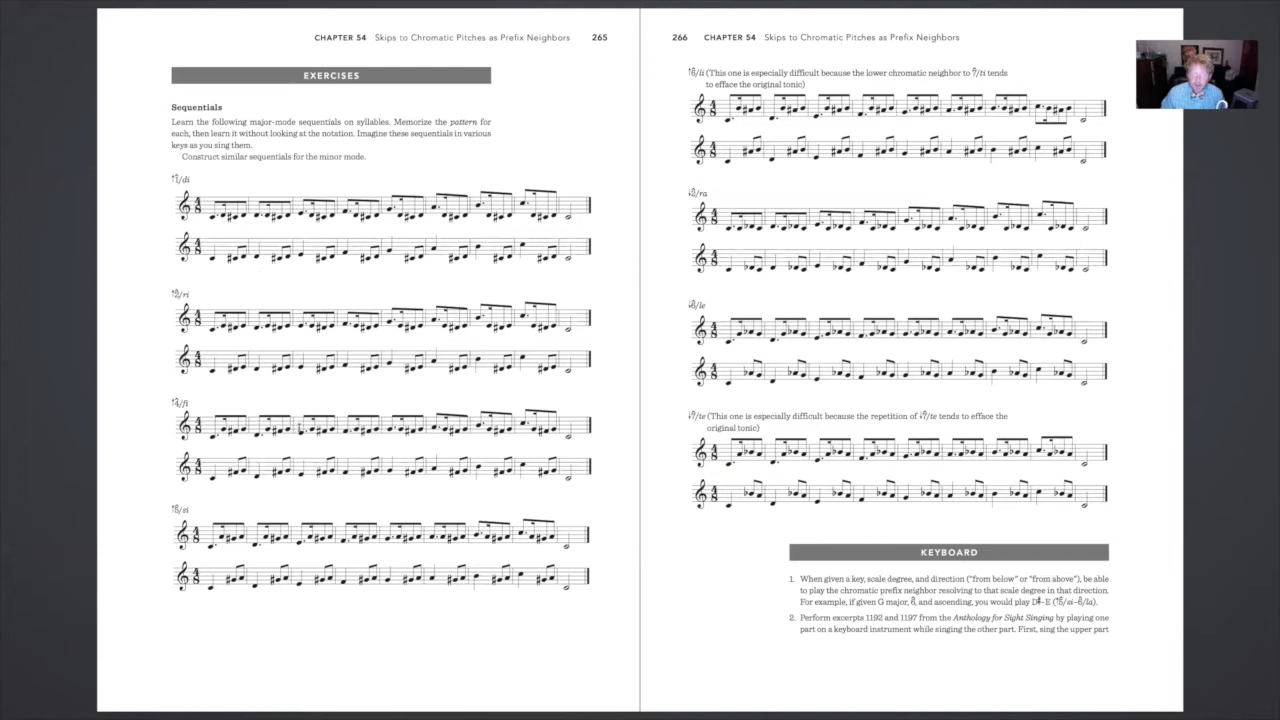 CHAPTER 54 Skips to Chromatic Pitches as Prefix Neighbors 265
EXERCISES
Sequentials
Learn the following major-mode sequentials on syllables. Memorize the pattern for
each, then learn it without looking at the notation. Imagine these sequentials in various
keys as you sing them.
Construct similar sequentials for the minor mode.
↑1̂/di
↑2̂/ri
↑4̂/fi
↑5̂/si
266 CHAPTER 54 Skips to Chromatic Pitches as Prefix Neighbors
↑6̂/li (This one is especially difficult because the lower chromatic neighbor to 7̂/ti tends
to efface the original tonic)
↓2̂/ra
↓6̂/le
↓7̂/te (This one is especially difficult because the repetition of ↓7̂/te tends to efface the
original tonic)
KEYBOARD
1. When given a key, scale degree, and direction ("from below" or "from above"), be able
to play the chromatic prefix neighbor resolving to that scale degree in that direction.
For example, if given G major, 6̂, and ascending, you would play D♯–E (↑5̂/si–6̂/la).
2. Perform excerpts 1192 and 1197 from the Anthology for Sight Singing by playing one
part on a keyboard instrument while singing the other part. First, sing the upper part